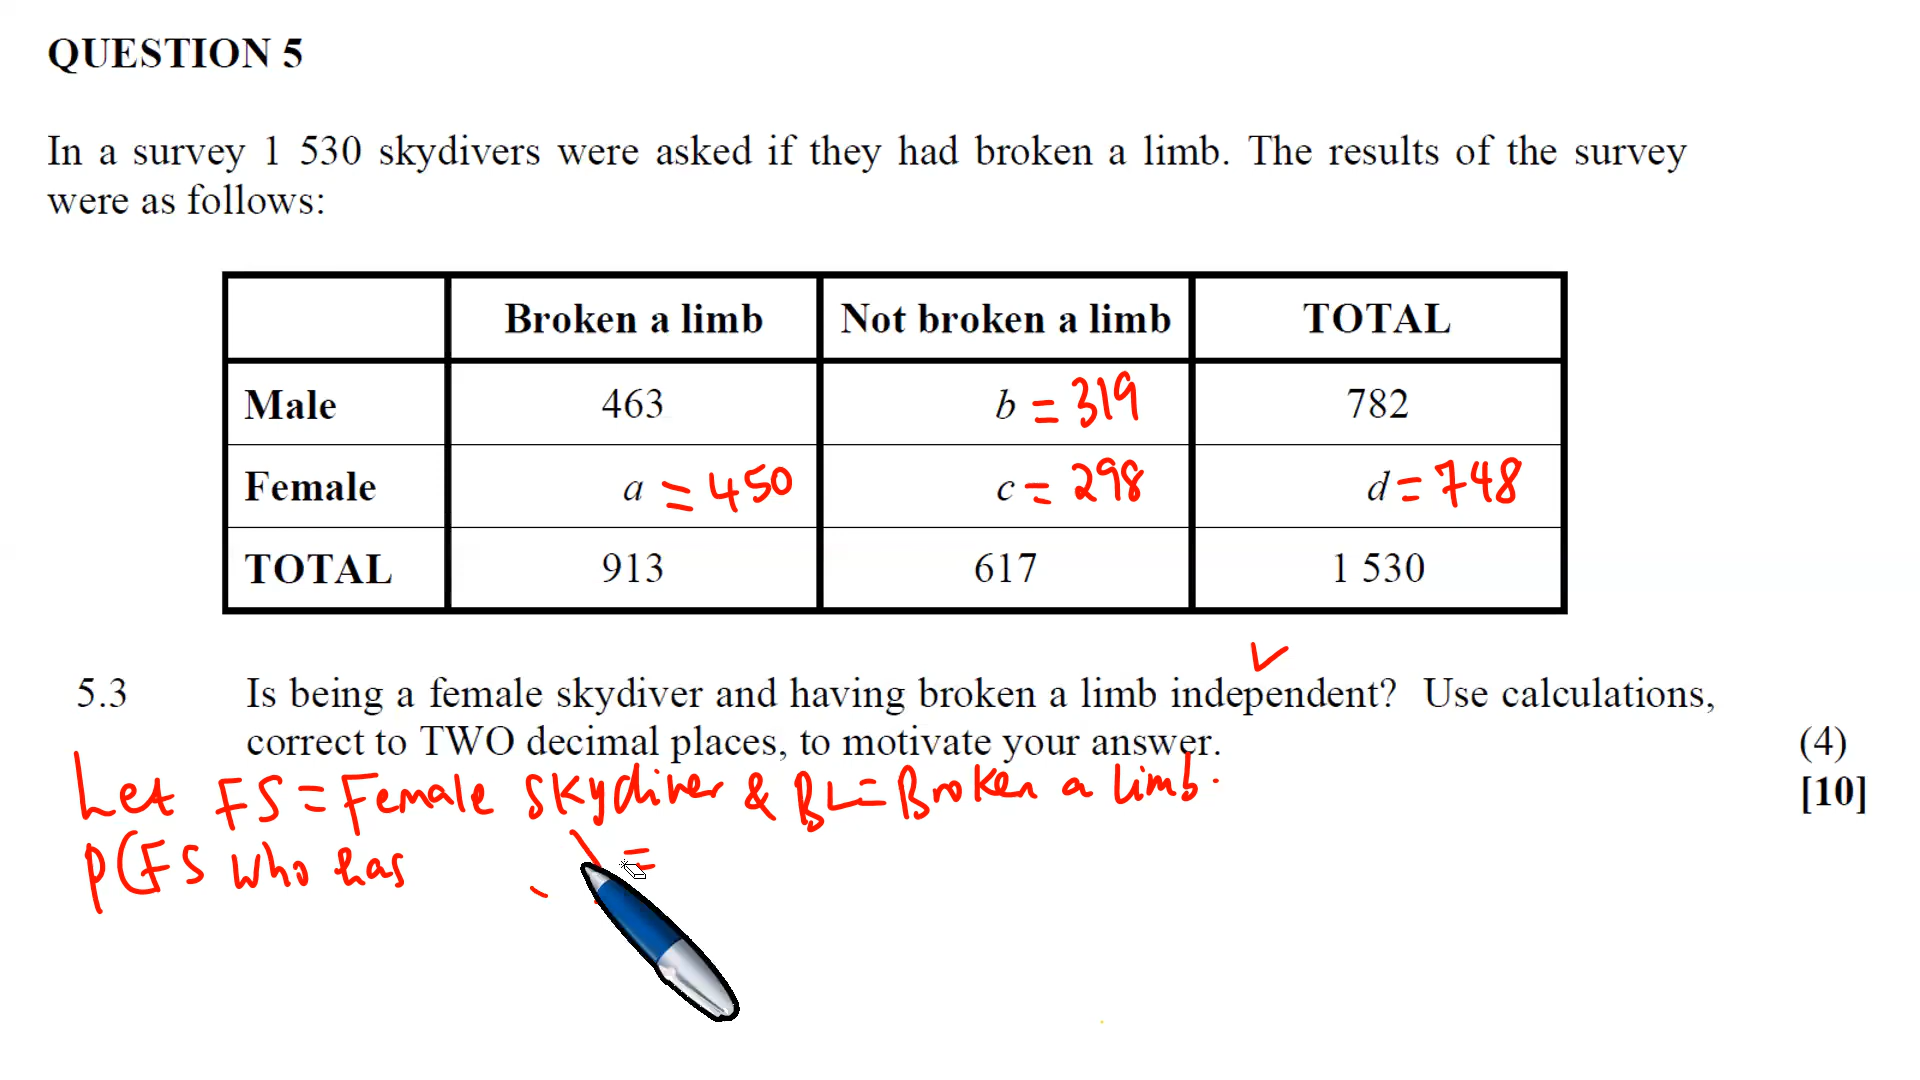 QUESTION 5
In a survey 1 530 skydivers were asked if they had broken a limb. The results of the survey
were as follows:
Broken a limb Not broken a limb TOTAL
Male 463 b = 319 782
Female a = 450 c = 298 d = 748
TOTAL 913 617 1 530
5.3 Is being a female skydiver and having broken a limb independent? Use calculations,
correct to TWO decimal places, to motivate your answer. (4)
Let FS = Female skydiver & BL = Broken a limb. [10]
P(FS who has =